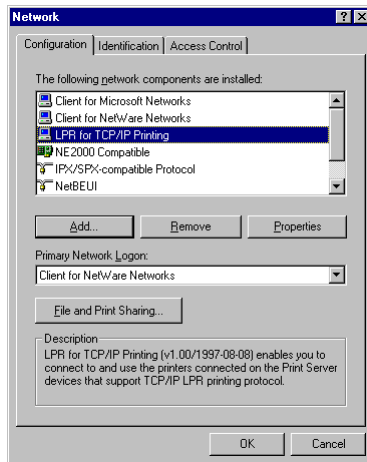 Network
Configuration Identification Access Control
The following network components are installed:
Client for Microsoft Networks
Client for NetWare Networks
LPR for TCP/IP Printing
NE2000 Compatible
IPX/SPX-compatible Protocol
NetBEUI
Add... Remove Properties
Primary Network Logon:
Client for NetWare Networks
File and Print Sharing...
Description
LPR for TCP/IP Printing (v1.00/1997-08-08) enables you to
connect to and use the printers connected on the Print Server
devices that support TCP/IP LPR printing protocol.
OK Cancel